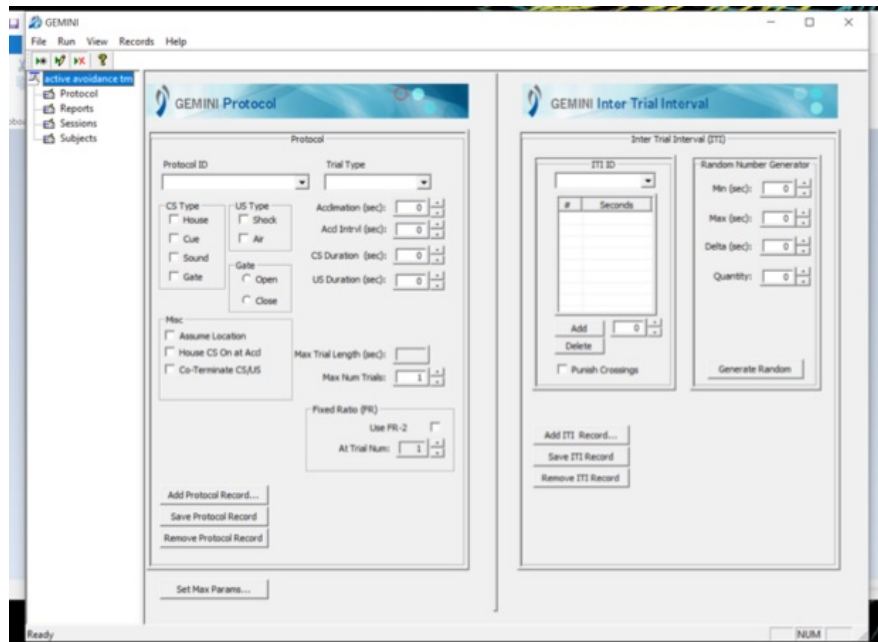 GEMINI
File Run View Records Help
active avoidance tm
Protocol
Reports
Sessions
Subjects
GEMINI Protocol
Protocol
Protocol ID
Trial Type
CS Type
House
Cue
Sound
Gate
US Type
Shock
Air
Gate
Open
Close
Acclmation (sec): 0
Accl Intrvl (sec): 0
CS Duration (sec): 0
US Duration (sec): 0
Misc
Assume Location
House CS On at Accl
Co-Terminate CS/US
Max Trial Length (sec):
Max Num Trials: 1
Fixed Ratio (FR)
Use FR-2
At Trial Num: 1
Add Protocol Record...
Save Protocol Record
Remove Protocol Record
Set Max Params...
GEMINI Inter Trial Interval
Inter Trial Interval (ITI)
ITI ID
# Seconds
Add 0
Delete
Punish Crossings
Random Number Generator
Min (sec): 0
Max (sec): 0
Delta (sec): 0
Quantity: 0
Generate Random
Add ITI Record...
Save ITI Record
Remove ITI Record
Ready NUM